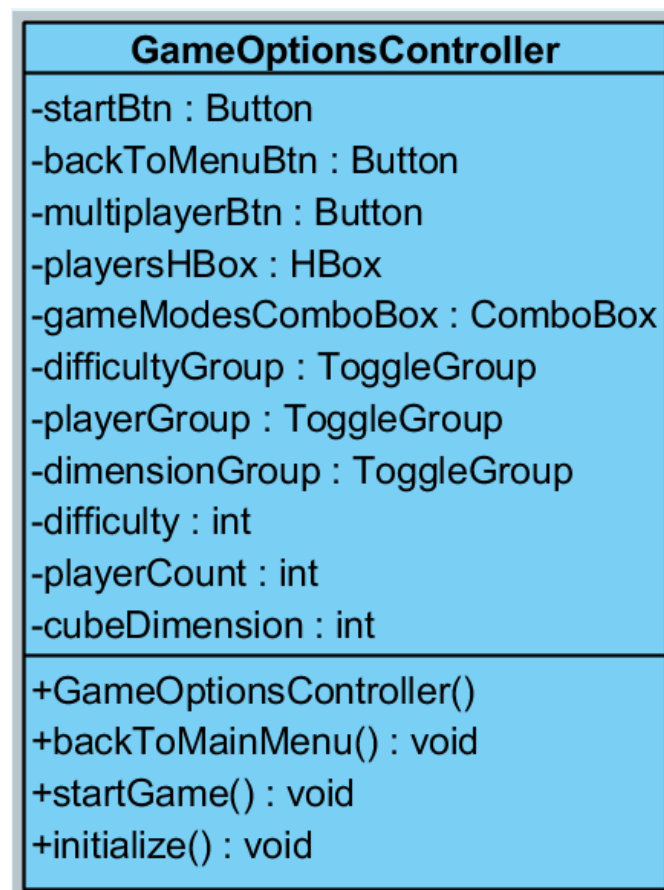 GameOptionsController
-startBtn : Button
-backToMenuBtn : Button
-multiplayerBtn : Button
-playersHBox : HBox
-gameModesComboBox : ComboBox
-difficultyGroup : ToggleGroup
-playerGroup : ToggleGroup
-dimensionGroup : ToggleGroup
-difficulty : int
-playerCount : int
-cubeDimension : int
+GameOptionsController()
+backToMainMenu() : void
+startGame() : void
+initialize() : void